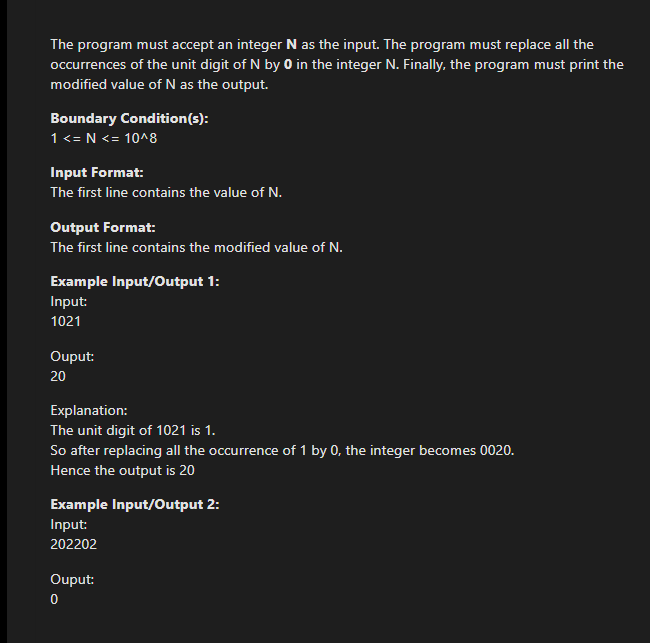 The program must accept an integer N as the input. The program must replace all the
occurrences of the unit digit of N by 0 in the integer N. Finally, the program must print the
modified value of N as the output.
Boundary Condition(s):
1 <= N <= 10^8
Input Format:
The first line contains the value of N.
Output Format:
The first line contains the modified value of N.
Example Input/Output 1:
Input:
1021
Ouput:
20
Explanation:
The unit digit of 1021 is 1.
So after replacing all the occurrence of 1 by 0, the integer becomes 0020.
Hence the output is 20
Example Input/Output 2:
Input:
202202
Ouput:
0